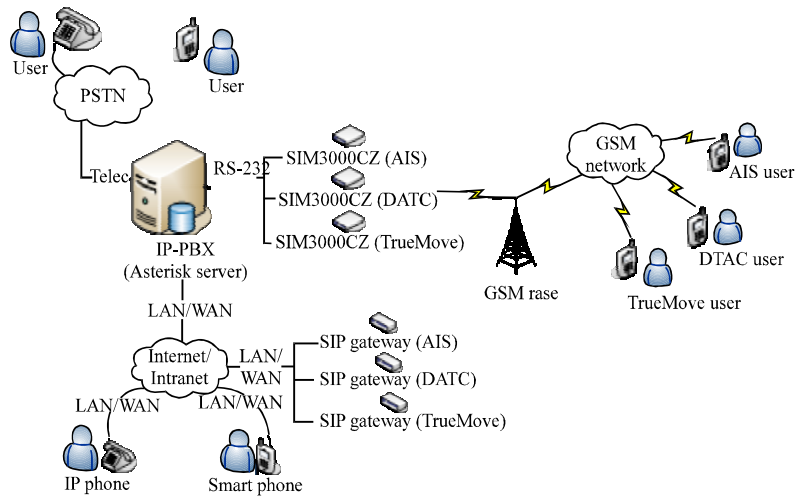 User
User
PSTN
Telec
RS-232
SIM3000CZ (AIS)
SIM3000CZ (DATC)
SIM3000CZ (TrueMove)
IP-PBX
(Asterisk server)
GSM
network
AIS user
DTAC user
TrueMove user
GSM rase
LAN/WAN
Internet/
Intranet
LAN/
WAN
SIP gateway (AIS)
SIP gateway (DATC)
SIP gateway (TrueMove)
LAN/WAN
LAN/WAN
IP phone
Smart phone